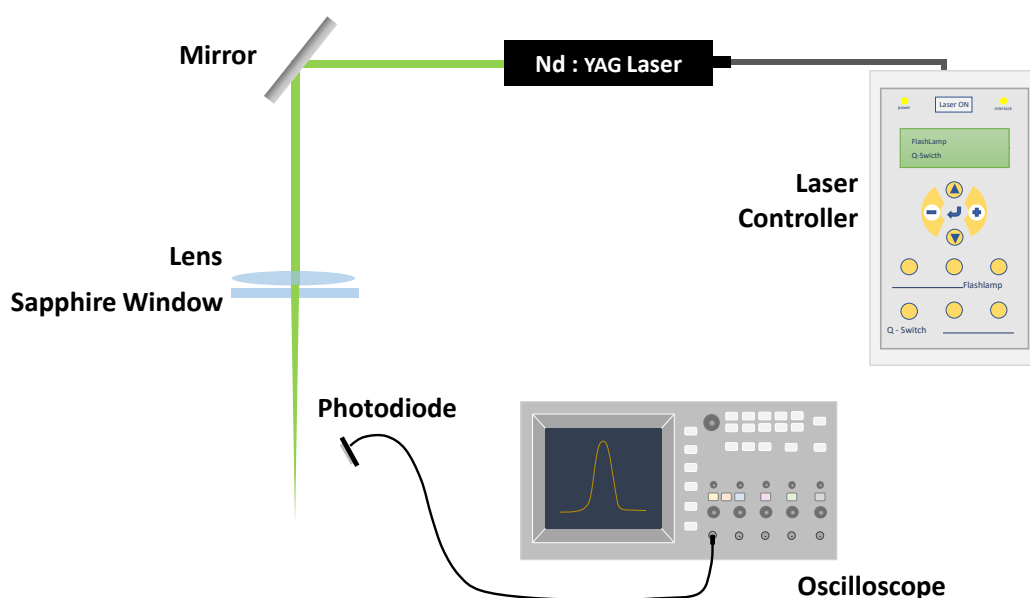 Mirror
Nd : YAG Laser
power
Laser ON
interlock
FlashLamp
Q-Swicth
Laser
Controller
Lens
Sapphire Window
Flashlamp
Q - Switch
Photodiode
Oscilloscope